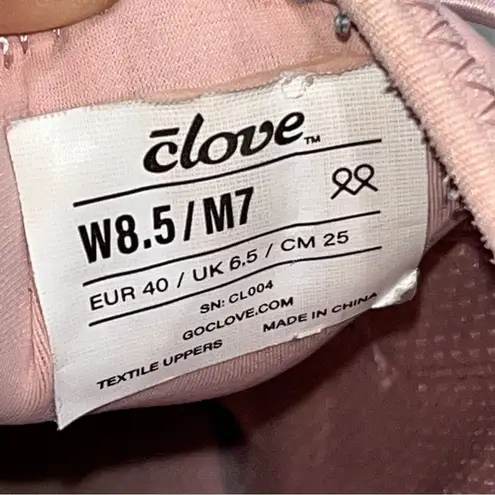 c̄love™
W8.5/M7
EUR 40 / UK 6.5 / CM 25
SN: CL004
GOCLOVE.COM
TEXTILE UPPERS MADE IN CHINA